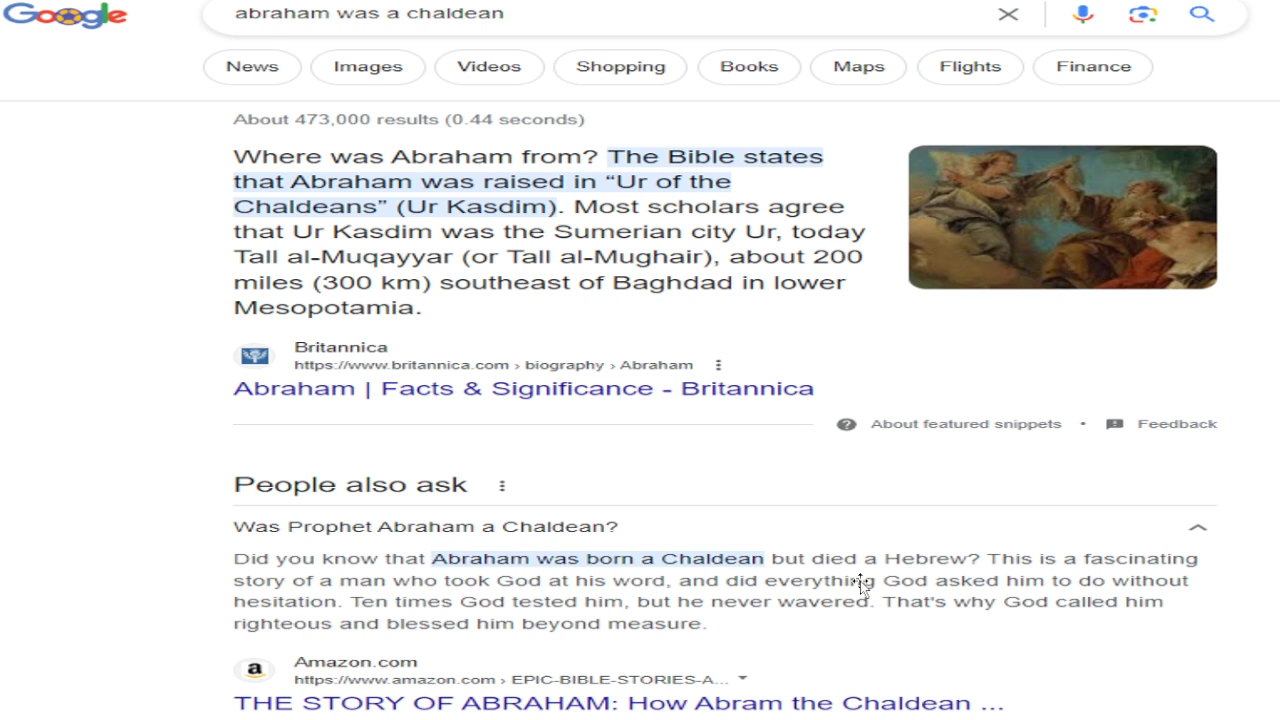 Google
abraham was a chaldean
News Images Videos Shopping Books Maps Flights Finance
About 473,000 results (0.44 seconds)
Where was Abraham from? The Bible states
that Abraham was raised in “Ur of the
Chaldeans” (Ur Kasdim). Most scholars agree
that Ur Kasdim was the Sumerian city Ur, today
Tall al-Muqayyar (or Tall al-Mughair), about 200
miles (300 km) southeast of Baghdad in lower
Mesopotamia.
Britannica
https://www.britannica.com › biography › Abraham
Abraham | Facts & Significance - Britannica
About featured snippets • Feedback
People also ask
Was Prophet Abraham a Chaldean?
Did you know that Abraham was born a Chaldean but died a Hebrew? This is a fascinating
story of a man who took God at his word, and did everything God asked him to do without
hesitation. Ten times God tested him, but he never wavered. That's why God called him
righteous and blessed him beyond measure.
a
Amazon.com
https://www.amazon.com › EPIC-BIBLE-STORIES-A...
THE STORY OF ABRAHAM: How Abram the Chaldean ...